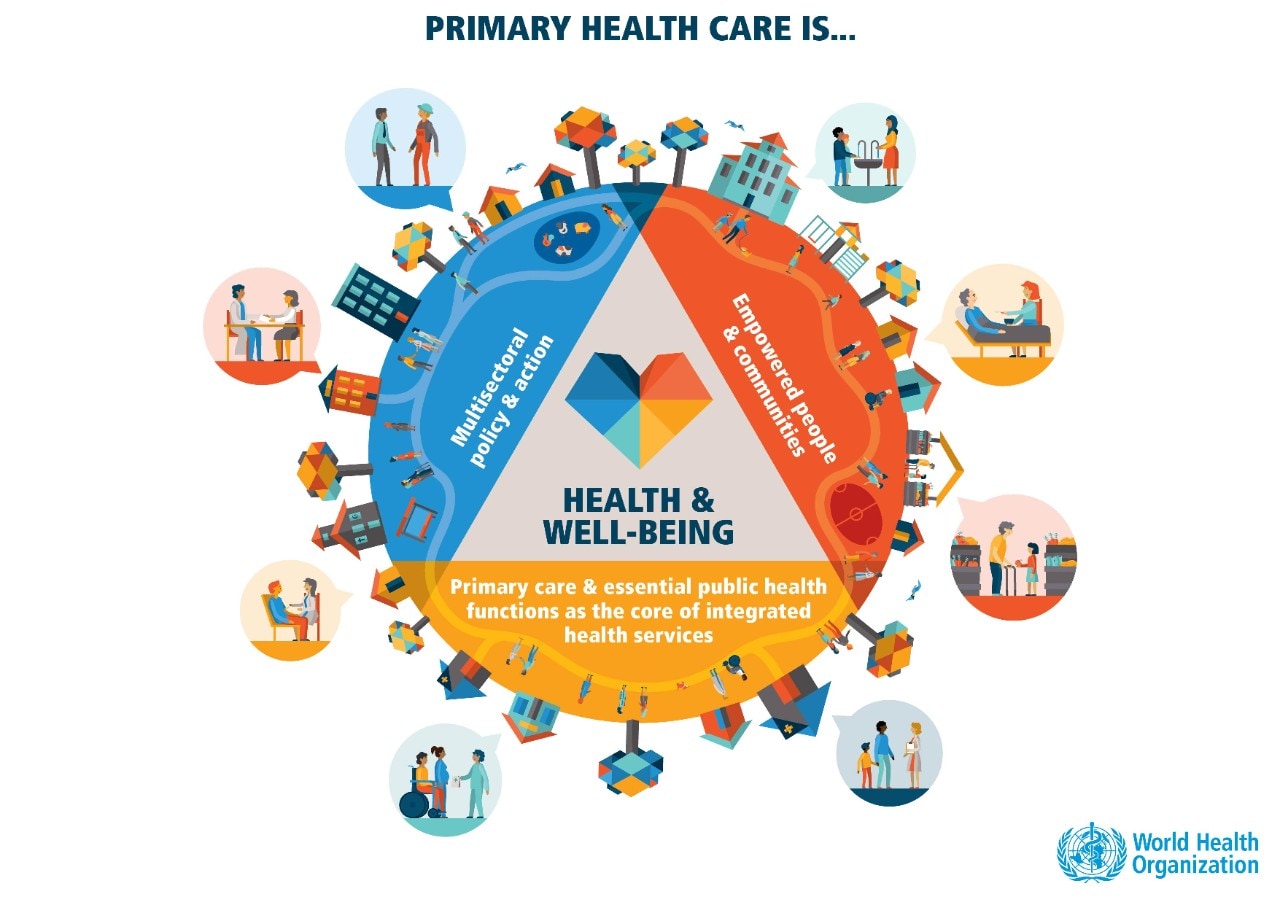 PRIMARY HEALTH CARE IS...
Multisectoral
policy & action
Empowered people
& communities
HEALTH &
WELL-BEING
Primary care & essential public health
functions as the core of integrated
health services
World Health
Organization